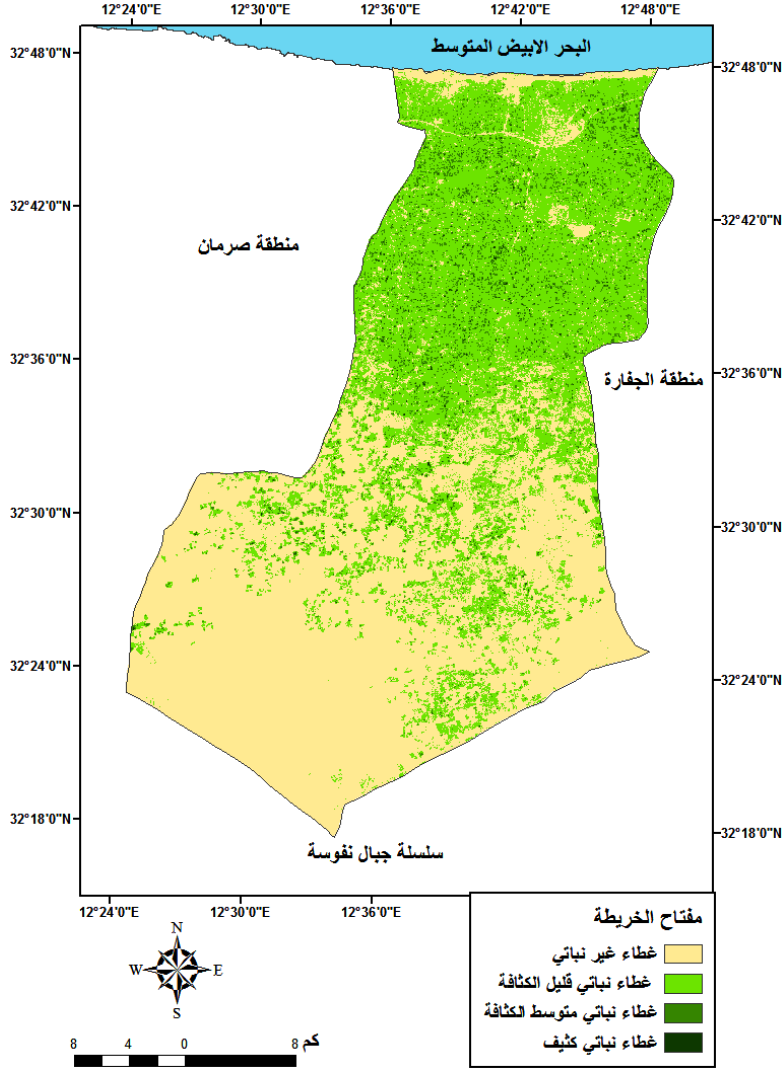 12°24'0"E 12°30'0"E 12°36'0"E 12°42'0"E 12°48'0"E
البحر الابيض المتوسط
32°48'0"N 32°48'0"N
32°42'0"N 32°42'0"N
منطقة صرمان
32°36'0"N 32°36'0"N
منطقة الجفارة
32°30'0"N 32°30'0"N
32°24'0"N 32°24'0"N
32°18'0"N 32°18'0"N
سلسلة جبال نفوسة
12°24'0"E 12°30'0"E 12°36'0"E
مفتاح الخريطة
غطاء غير نباتي
غطاء نباتي قليل الكثافة
غطاء نباتي متوسط الكثافة
غطاء نباتي كثيف
N
W E
S
8 4 0 8 كم